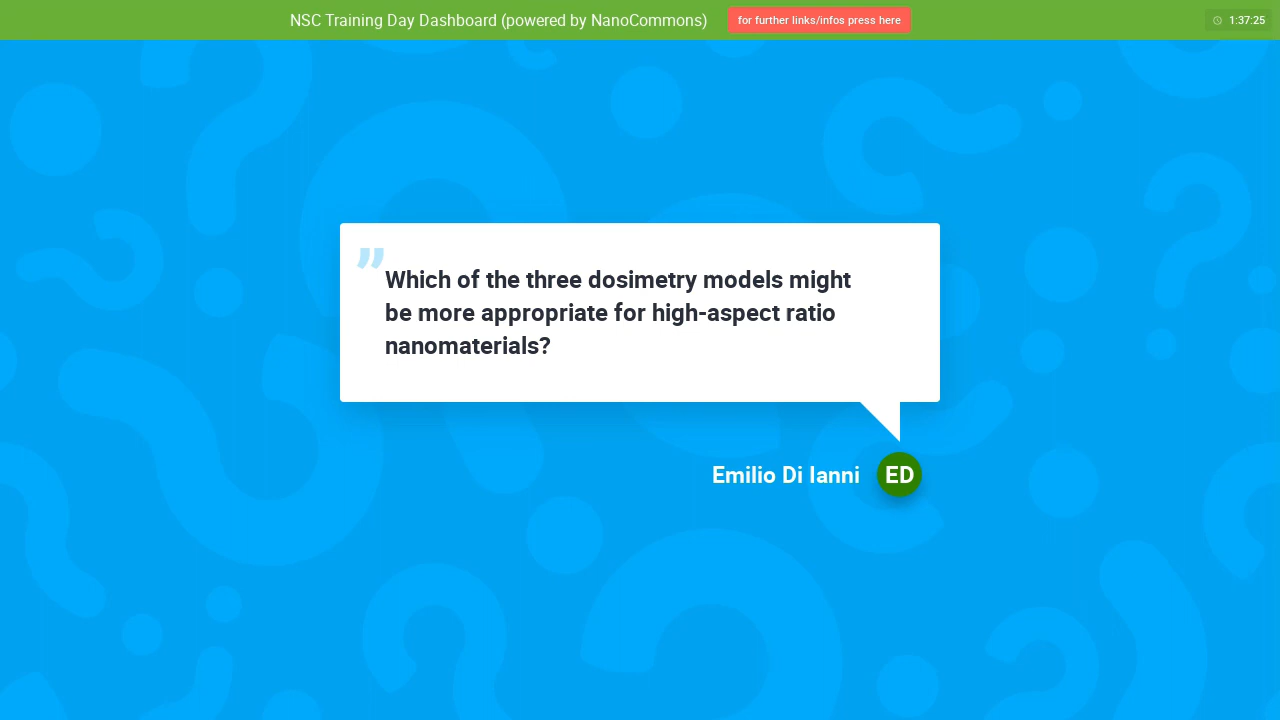 NSC Training Day Dashboard (powered by NanoCommons)
for further links/infos press here
1:37:25
”
Which of the three dosimetry models might
be more appropriate for high-aspect ratio
nanomaterials?
Emilio Di Ianni
ED